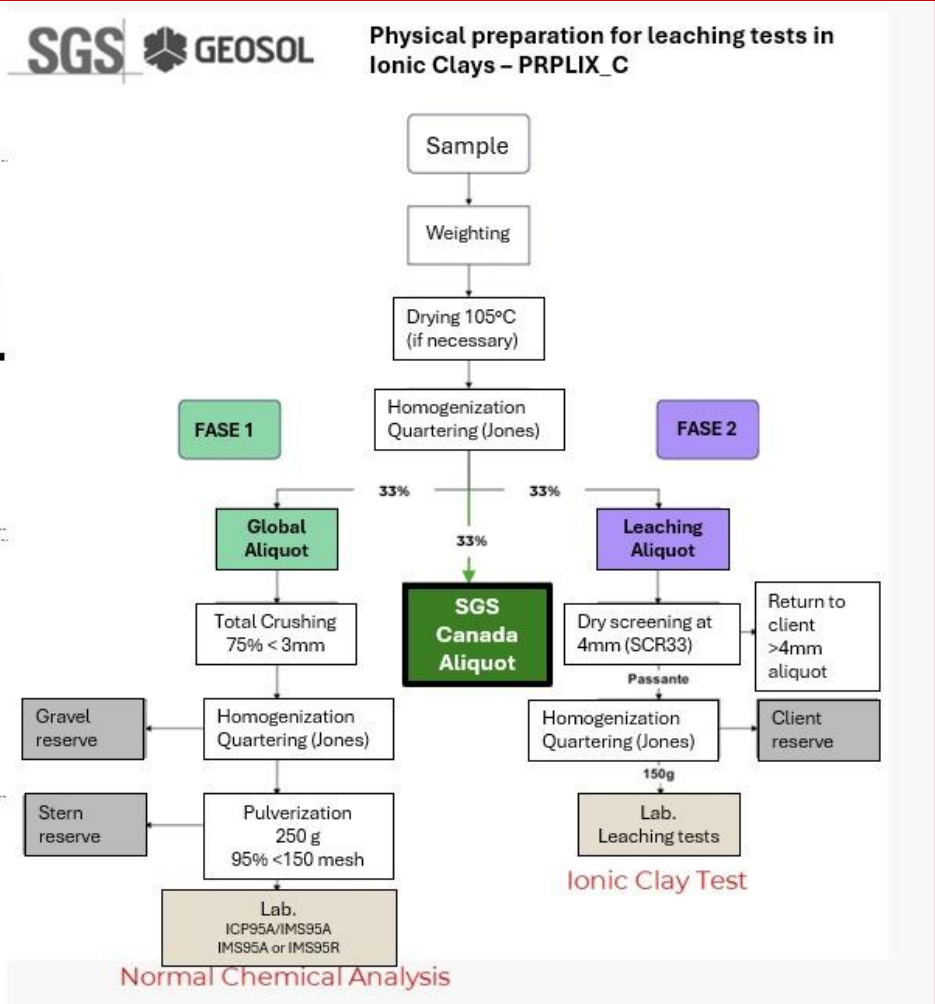 SGS GEOSOL
Physical preparation for leaching tests in
Ionic Clays – PRPLIX_C
Sample
Weighting
Drying 105ºC
(if necessary)
Homogenization
Quartering (Jones)
FASE 1
FASE 2
33%
33%
33%
Global
Aliquot
SGS
Canada
Aliquot
Leaching
Aliquot
Total Crushing
75% < 3mm
Dry screening at
4mm (SCR33)
Return to
client
>4mm
aliquot
Passante
Gravel
reserve
Homogenization
Quartering (Jones)
Homogenization
Quartering (Jones)
Client
reserve
150g
Stern
reserve
Pulverization
250 g
95% <150 mesh
Lab.
Leaching tests
Ionic Clay Test
Lab.
ICP95A/IMS95A
IMS95A or IMS95R
Normal Chemical Analysis